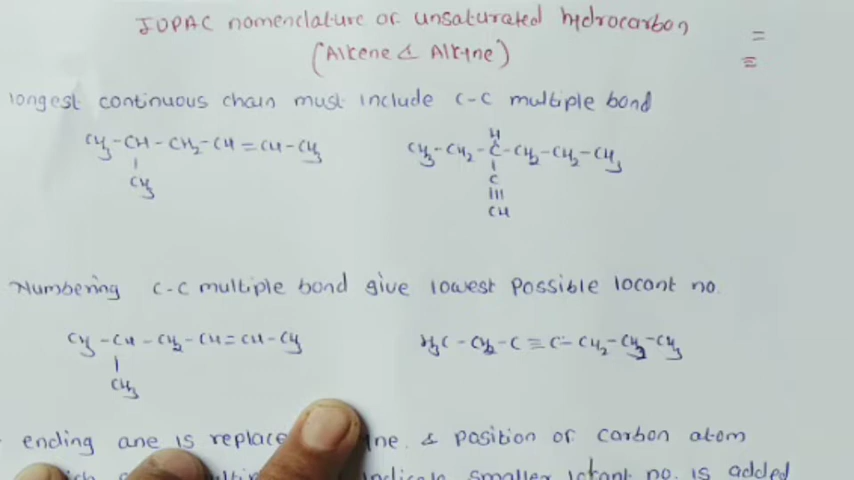 IUPAC nomenclature of unsaturated hydrocarbon =
(Alkene & Alkyne) ≡
longest continuous chain must include C-C multiple bond
CH₃-CH-CH₂-CH=CH-CH₃
CH₃
H
CH₃-CH₂-C-CH₂-CH₂-CH₃
C
≡
CH
Numbering C-C multiple bond give lowest possible locant no.
CH₃-CH-CH₂-CH=CH-CH₃
CH₃
H₃C-CH₂-C≡C-CH₂-CH₂-CH₃
ending ane is & position of carbon atom
smaller locant no. is added